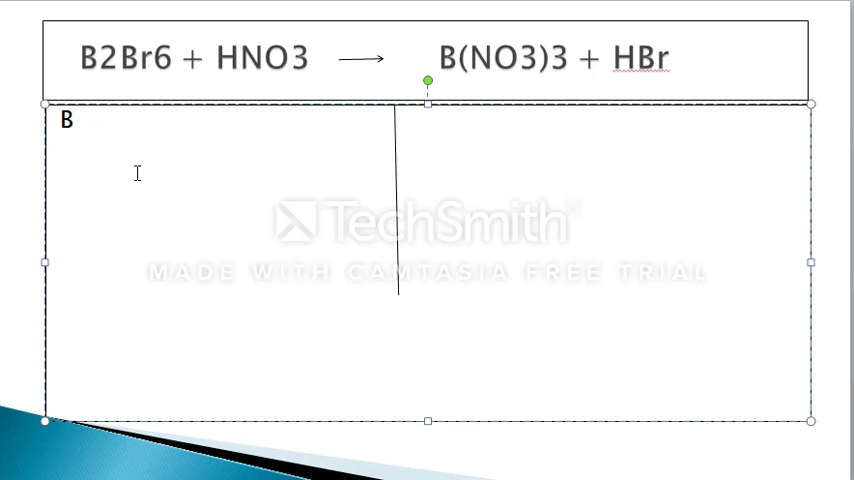 B2Br6 + HNO3 → B(NO3)3 + HBr
B
TechSmith
MADE WITH CAMTASIA FREE TRIAL